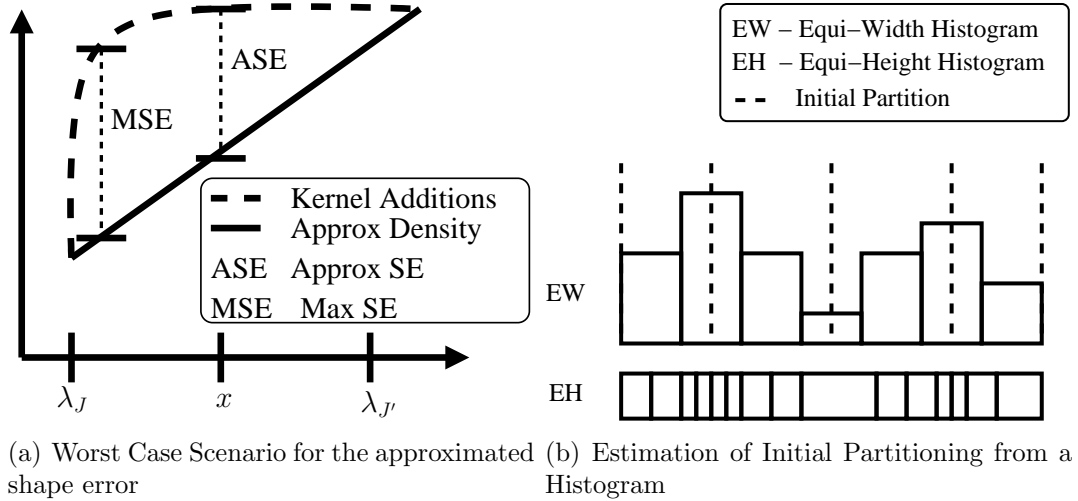 ASE
MSE
Kernel Additions
Approx Density
ASE Approx SE
MSE Max SE
λJ x λJ′
(a) Worst Case Scenario for the approximated
shape error
EW – Equi–Width Histogram
EH – Equi–Height Histogram
Initial Partition
EW
EH
(b) Estimation of Initial Partitioning from a
Histogram